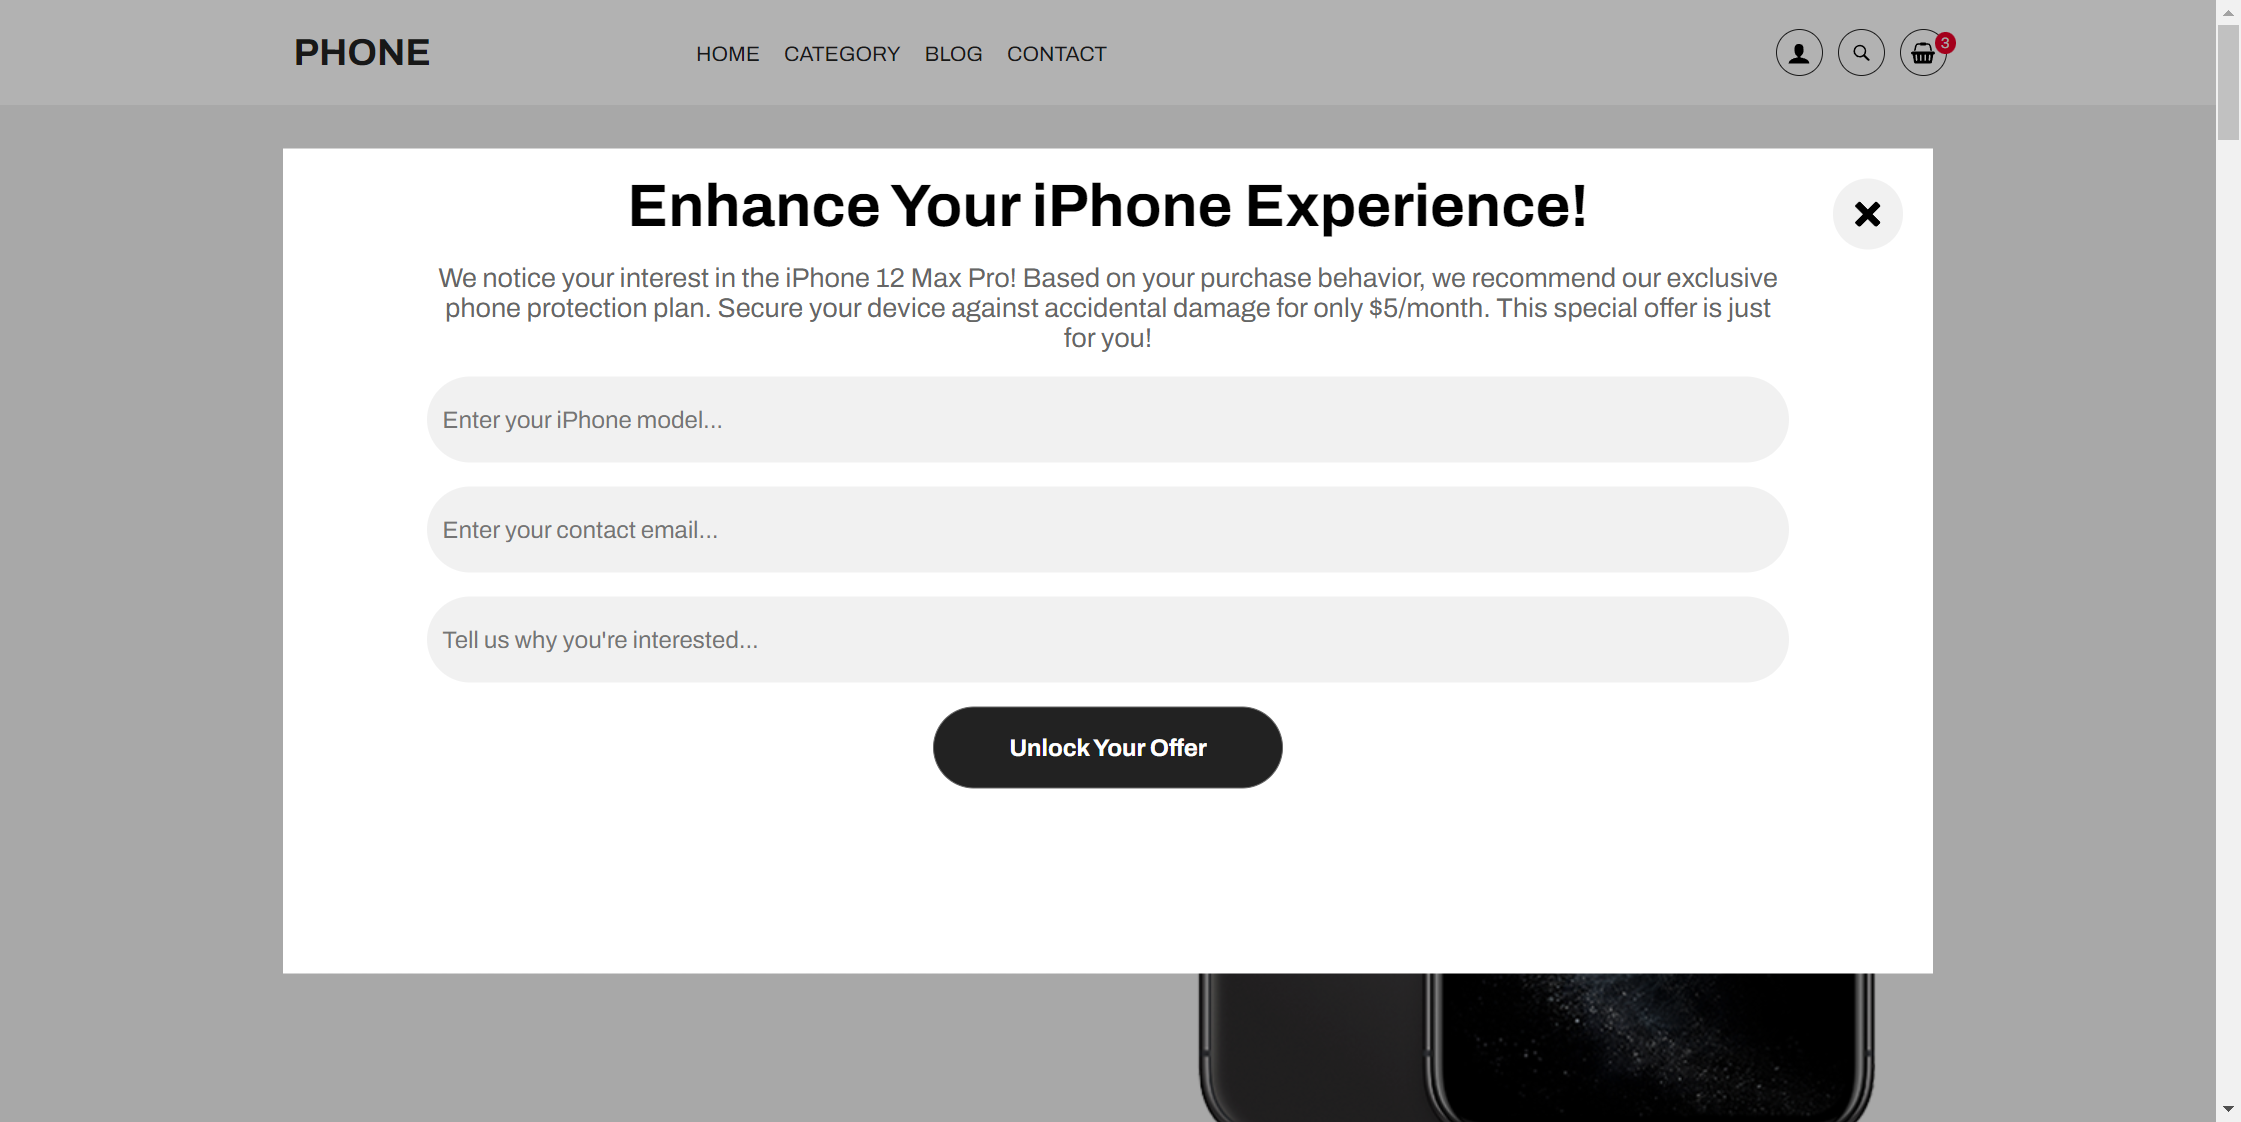 PHONE
HOME CATEGORY BLOG CONTACT
3
Enhance Your iPhone Experience!
We notice your interest in the iPhone 12 Max Pro! Based on your purchase behavior, we recommend our exclusive
phone protection plan. Secure your device against accidental damage for only $5/month. This special offer is just
for you!
Enter your iPhone model...
Enter your contact email...
Tell us why you're interested...
Unlock Your Offer